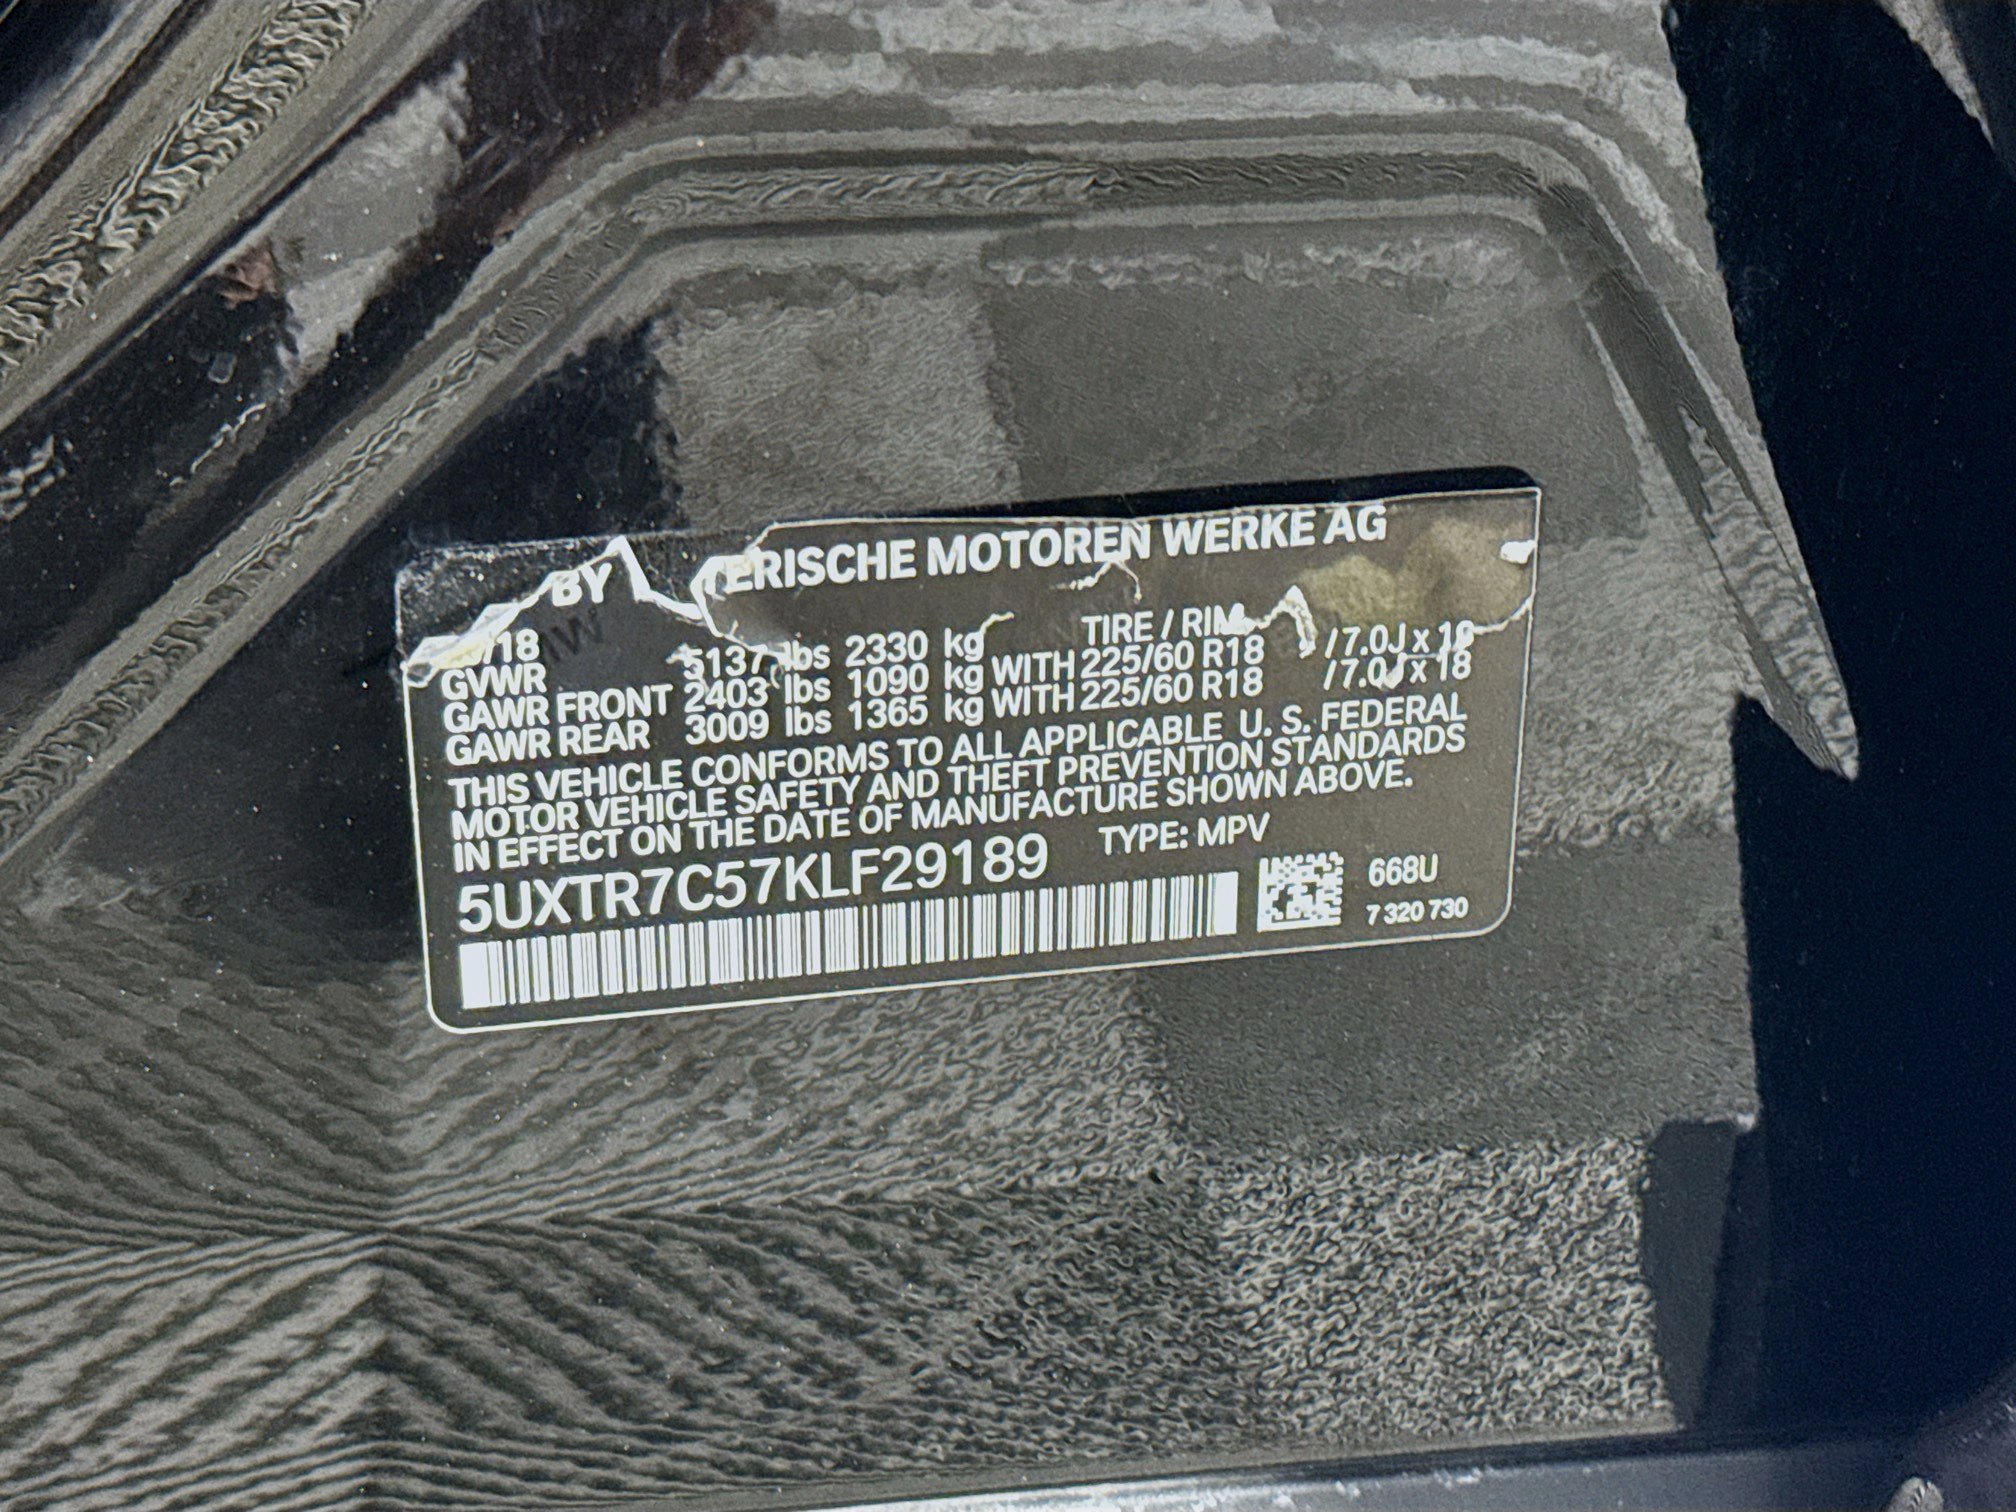 BY ERISCHE MOTOREN WERKE AG
/18 TIRE / RIM
GVWR 5137 lbs 2330 kg
GAWR FRONT 2403 lbs 1090 kg WITH 225/60 R18 /7.0J x 18
GAWR REAR 3009 lbs 1365 kg WITH 225/60 R18 /7.0J x 18
THIS VEHICLE CONFORMS TO ALL APPLICABLE U. S. FEDERAL
MOTOR VEHICLE SAFETY AND THEFT PREVENTION STANDARDS
IN EFFECT ON THE DATE OF MANUFACTURE SHOWN ABOVE.
5UXTR7C57KLF29189 TYPE: MPV
668U
7 320 730